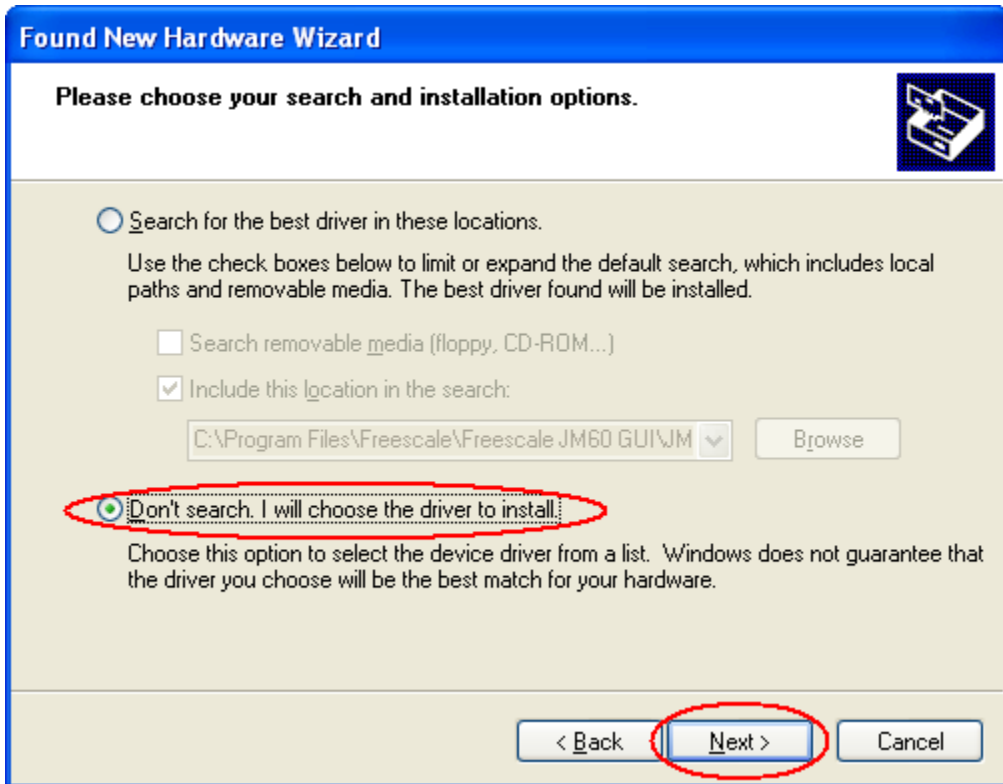 Found New Hardware Wizard
Please choose your search and installation options.
Search for the best driver in these locations.
Use the check boxes below to limit or expand the default search, which includes local
paths and removable media. The best driver found will be installed.
Search removable media (floppy, CD-ROM...)
Include this location in the search:
C:\Program Files\Freescale\Freescale JM60 GUI\JM
Browse
Don't search. I will choose the driver to install.
Choose this option to select the device driver from a list. Windows does not guarantee that
the driver you choose will be the best match for your hardware.
< Back Next > Cancel